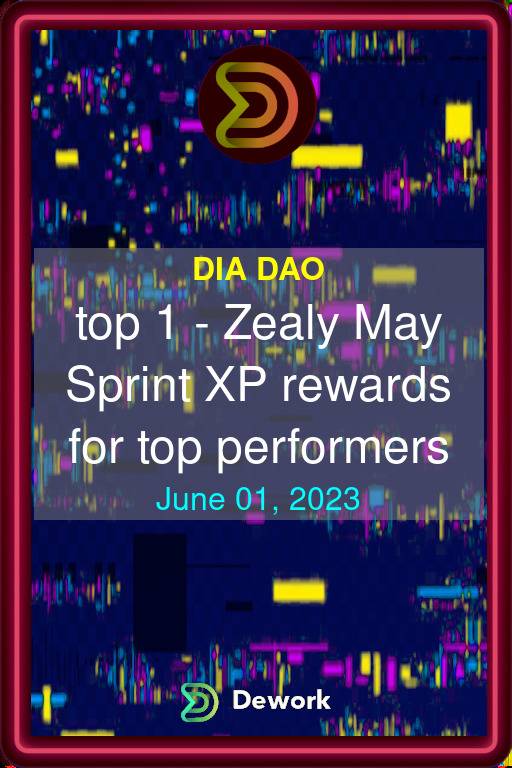 DIA DAO
top 1 - Zealy May
Sprint XP rewards
for top performers
June 01, 2023
Dework